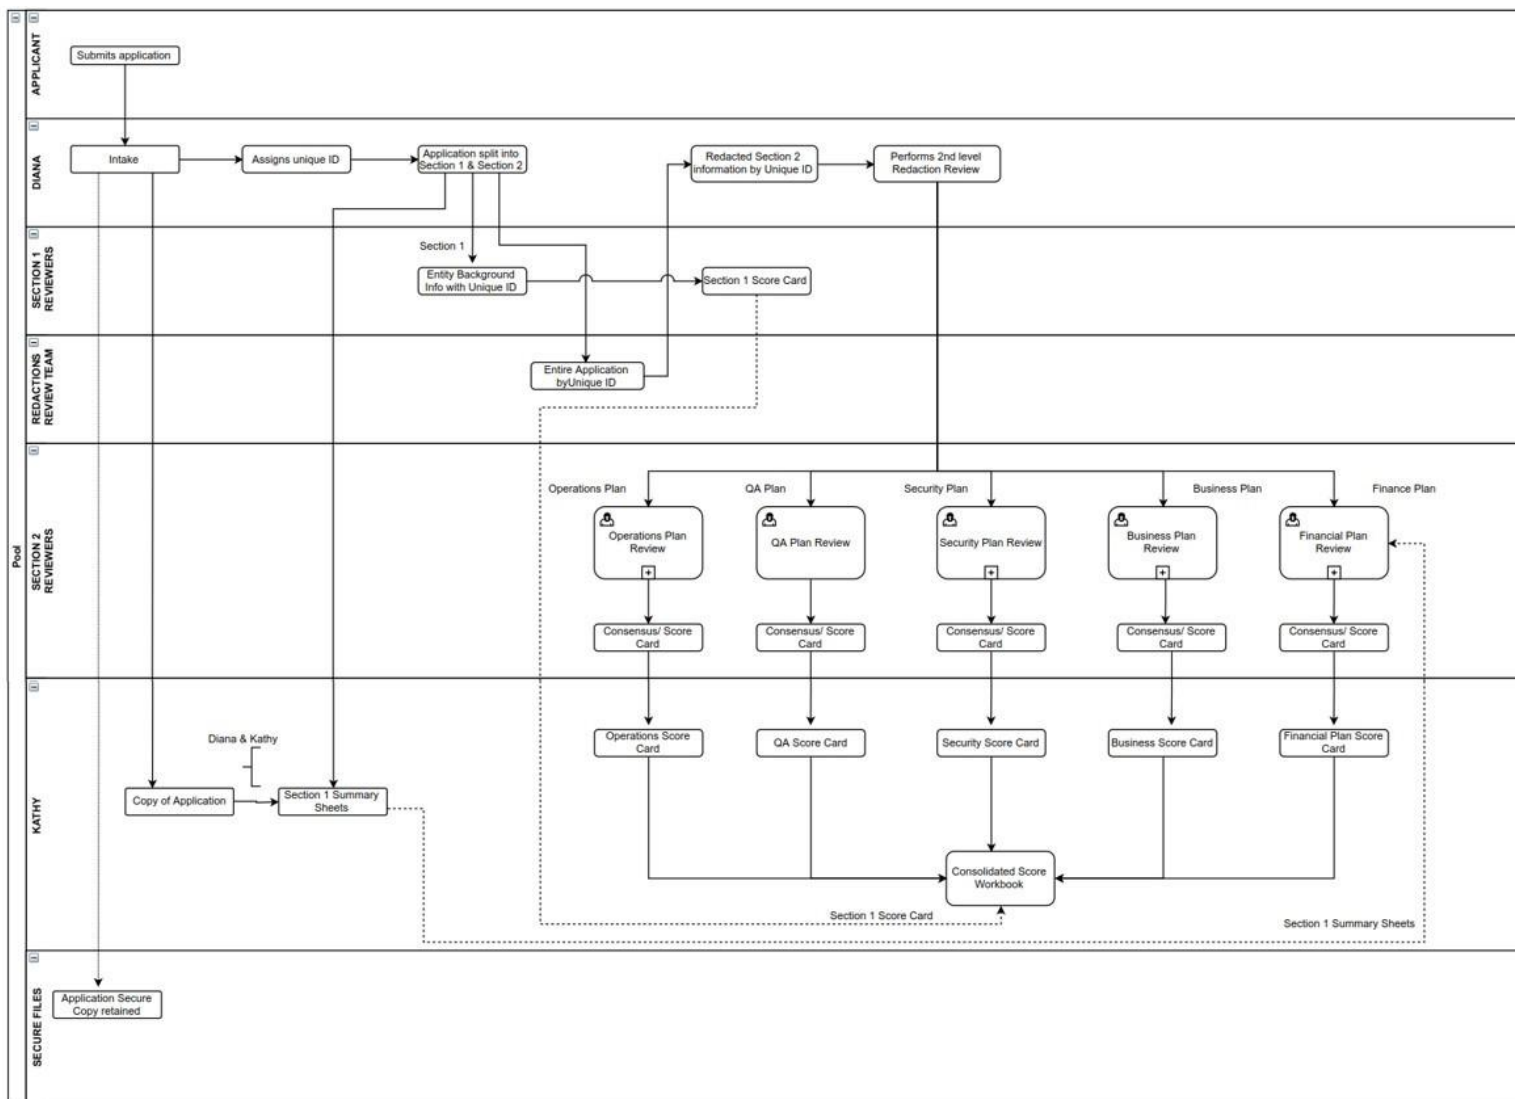 Pool
APPLICANT
Submits application
DIANA
Intake
Assigns unique ID
Application split into
Section 1 & Section 2
Redacted Section 2
information by Unique ID
Performs 2nd level
Redaction Review
SECTION 1
REVIEWERS
Section 1
Entity Background
Info with Unique ID
Section 1 Score Card
REDACTIONS
REVIEW TEAM
Entire Application
byUnique ID
SECTION 2
REVIEWERS
Operations Plan
QA Plan
Security Plan
Business Plan
Finance Plan
Operations Plan
Review
QA Plan Review
Security Plan Review
Business Plan
Review
Financial Plan
Review
Consensus/ Score
Card
Consensus/ Score
Card
Consensus/ Score
Card
Consensus/ Score
Card
Consensus/ Score
Card
KATHY
Diana & Kathy
Copy of Application
Section 1 Summary
Sheets
Operations Score
Card
QA Score Card
Security Score Card
Business Score Card
Financial Plan Score
Card
Consolidated Score
Workbook
Section 1 Score Card
Section 1 Summary Sheets
SECURE FILES
Application Secure
Copy retained